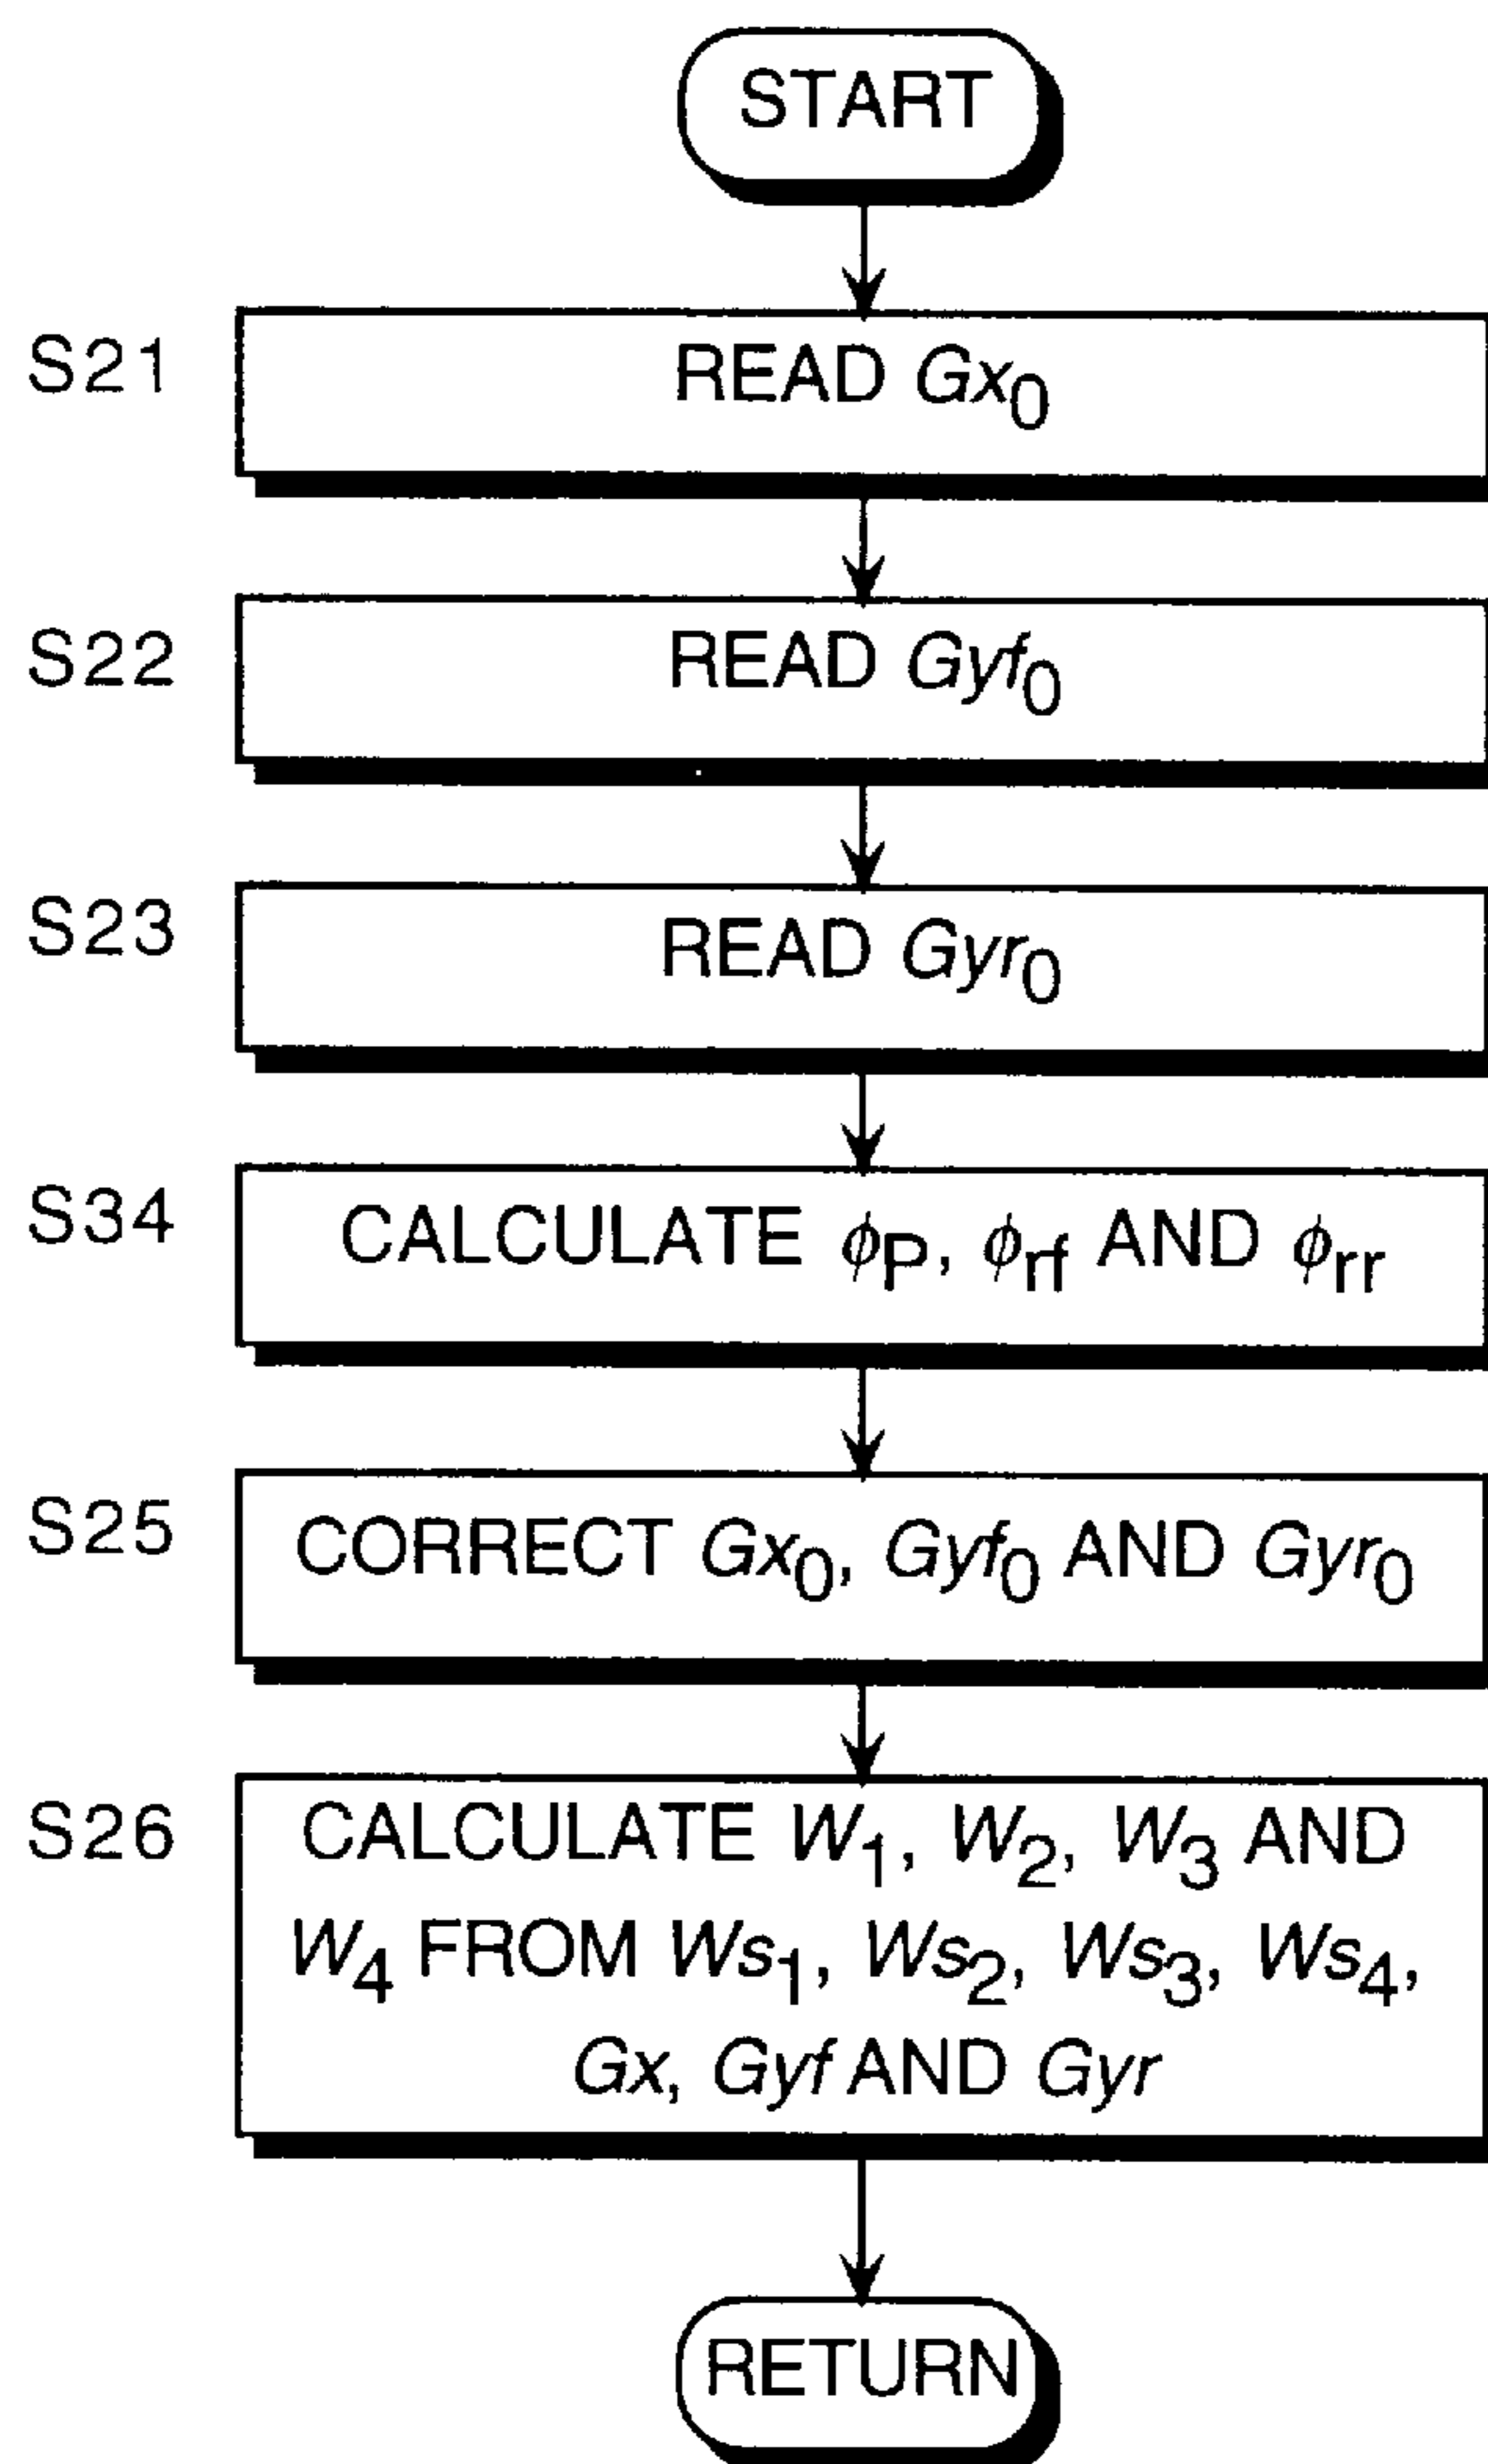 START
S21 READ Gx₀
S22 READ Gyf₀
S23 READ Gyr₀
S34 CALCULATE ϕP, ϕrf AND ϕrr
S25 CORRECT Gx₀, Gyf₀ AND Gyr₀
S26 CALCULATE W₁, W₂, W₃ AND
W₄ FROM Ws₁, Ws₂, Ws₃, Ws₄,
Gx, Gyf AND Gyr
RETURN